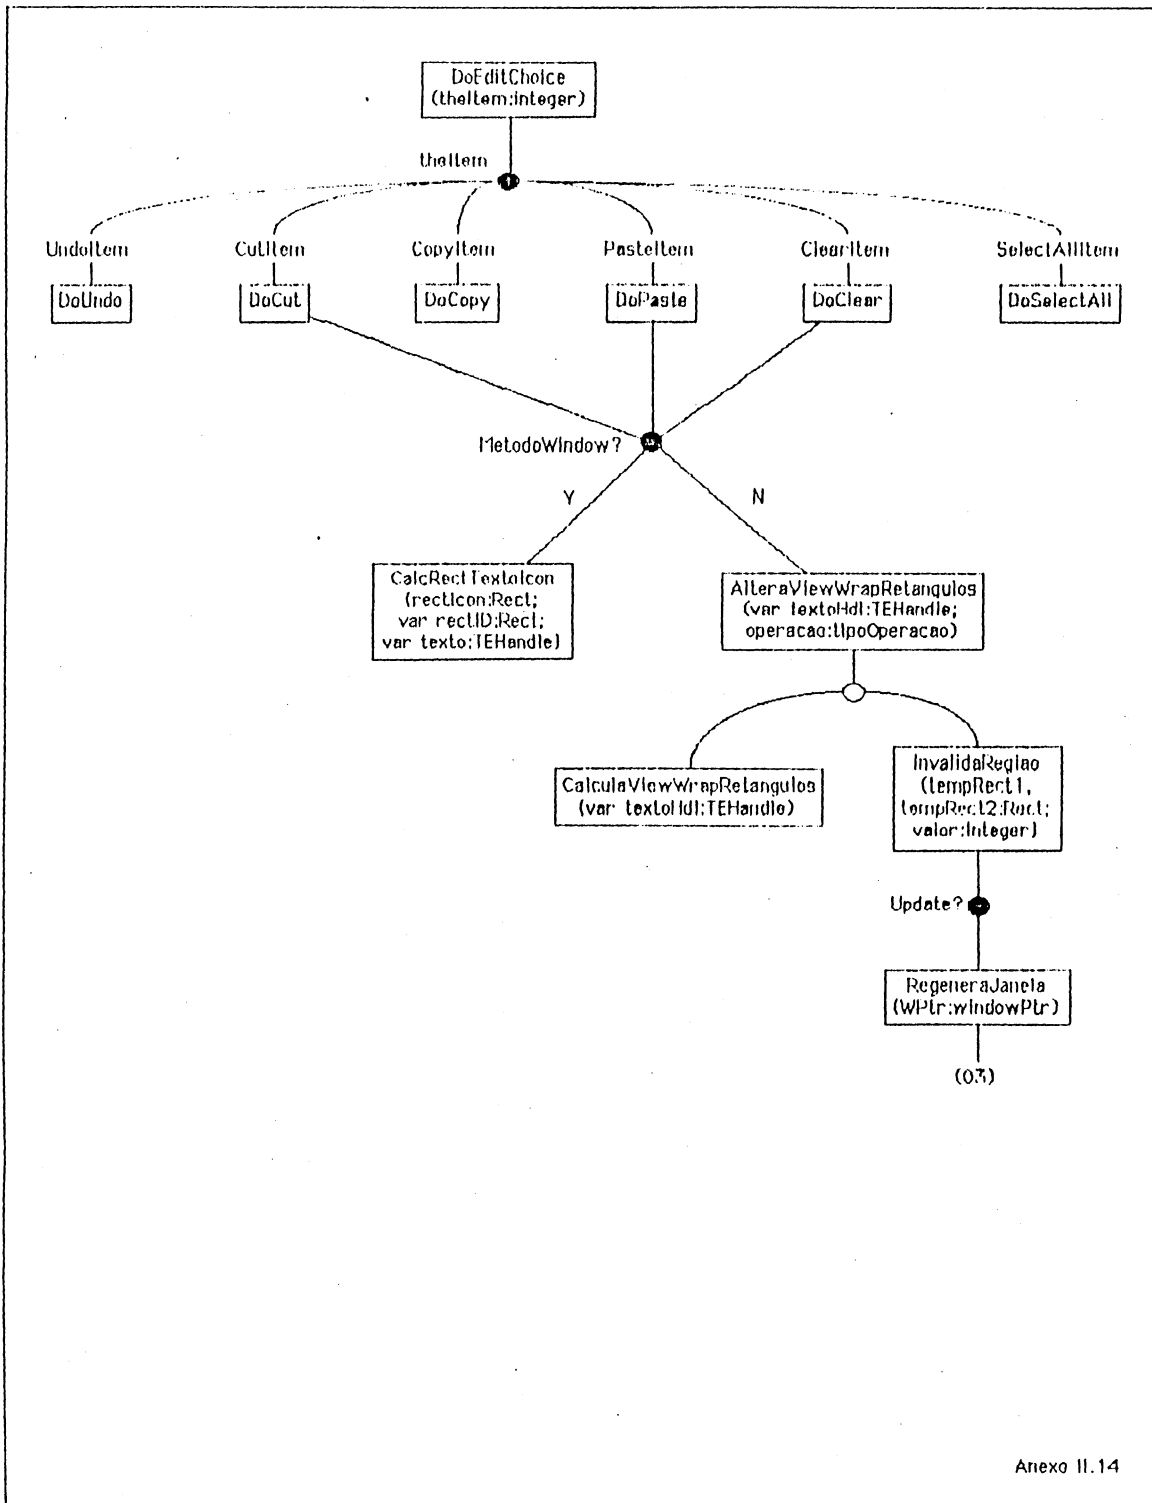 DoEditChoice
(theItem:integer)
theItem
UndoItem
CutItem
CopyItem
PasteItem
ClearItem
SelectAllItem
DoUndo
DoCut
DoCopy
DoPaste
DoClear
DoSelectAll
MetodoWindow?
Y
N
CalcRectTextoIcon
(rectIcon:Rect;
var rectID:Rect;
var texto:TEHandle)
AlteraViewWrapRetangulos
(var textoHdl:TEHandle;
operacao:tipoOperacao)
CalculaViewWrapRetangulos
(var textoHdl:TEHandle)
InvalidaRegiao
(tempRect1,
tempRect2:Rect;
valor:Integer)
Update?
RegeneraJanela
(WPtr:windowPtr)
(03)
Anexo II.14